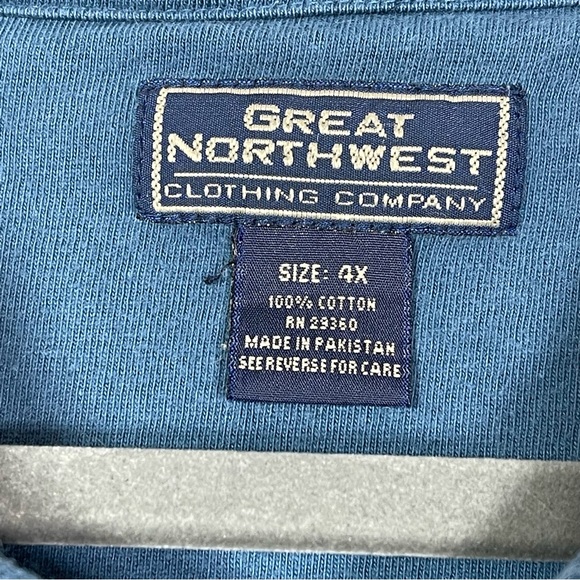 GREAT
NORTHWEST
CLOTHING COMPANY
SIZE: 4X
100% COTTON
RN 29360
MADE IN PAKISTAN
SEE REVERSE FOR CARE